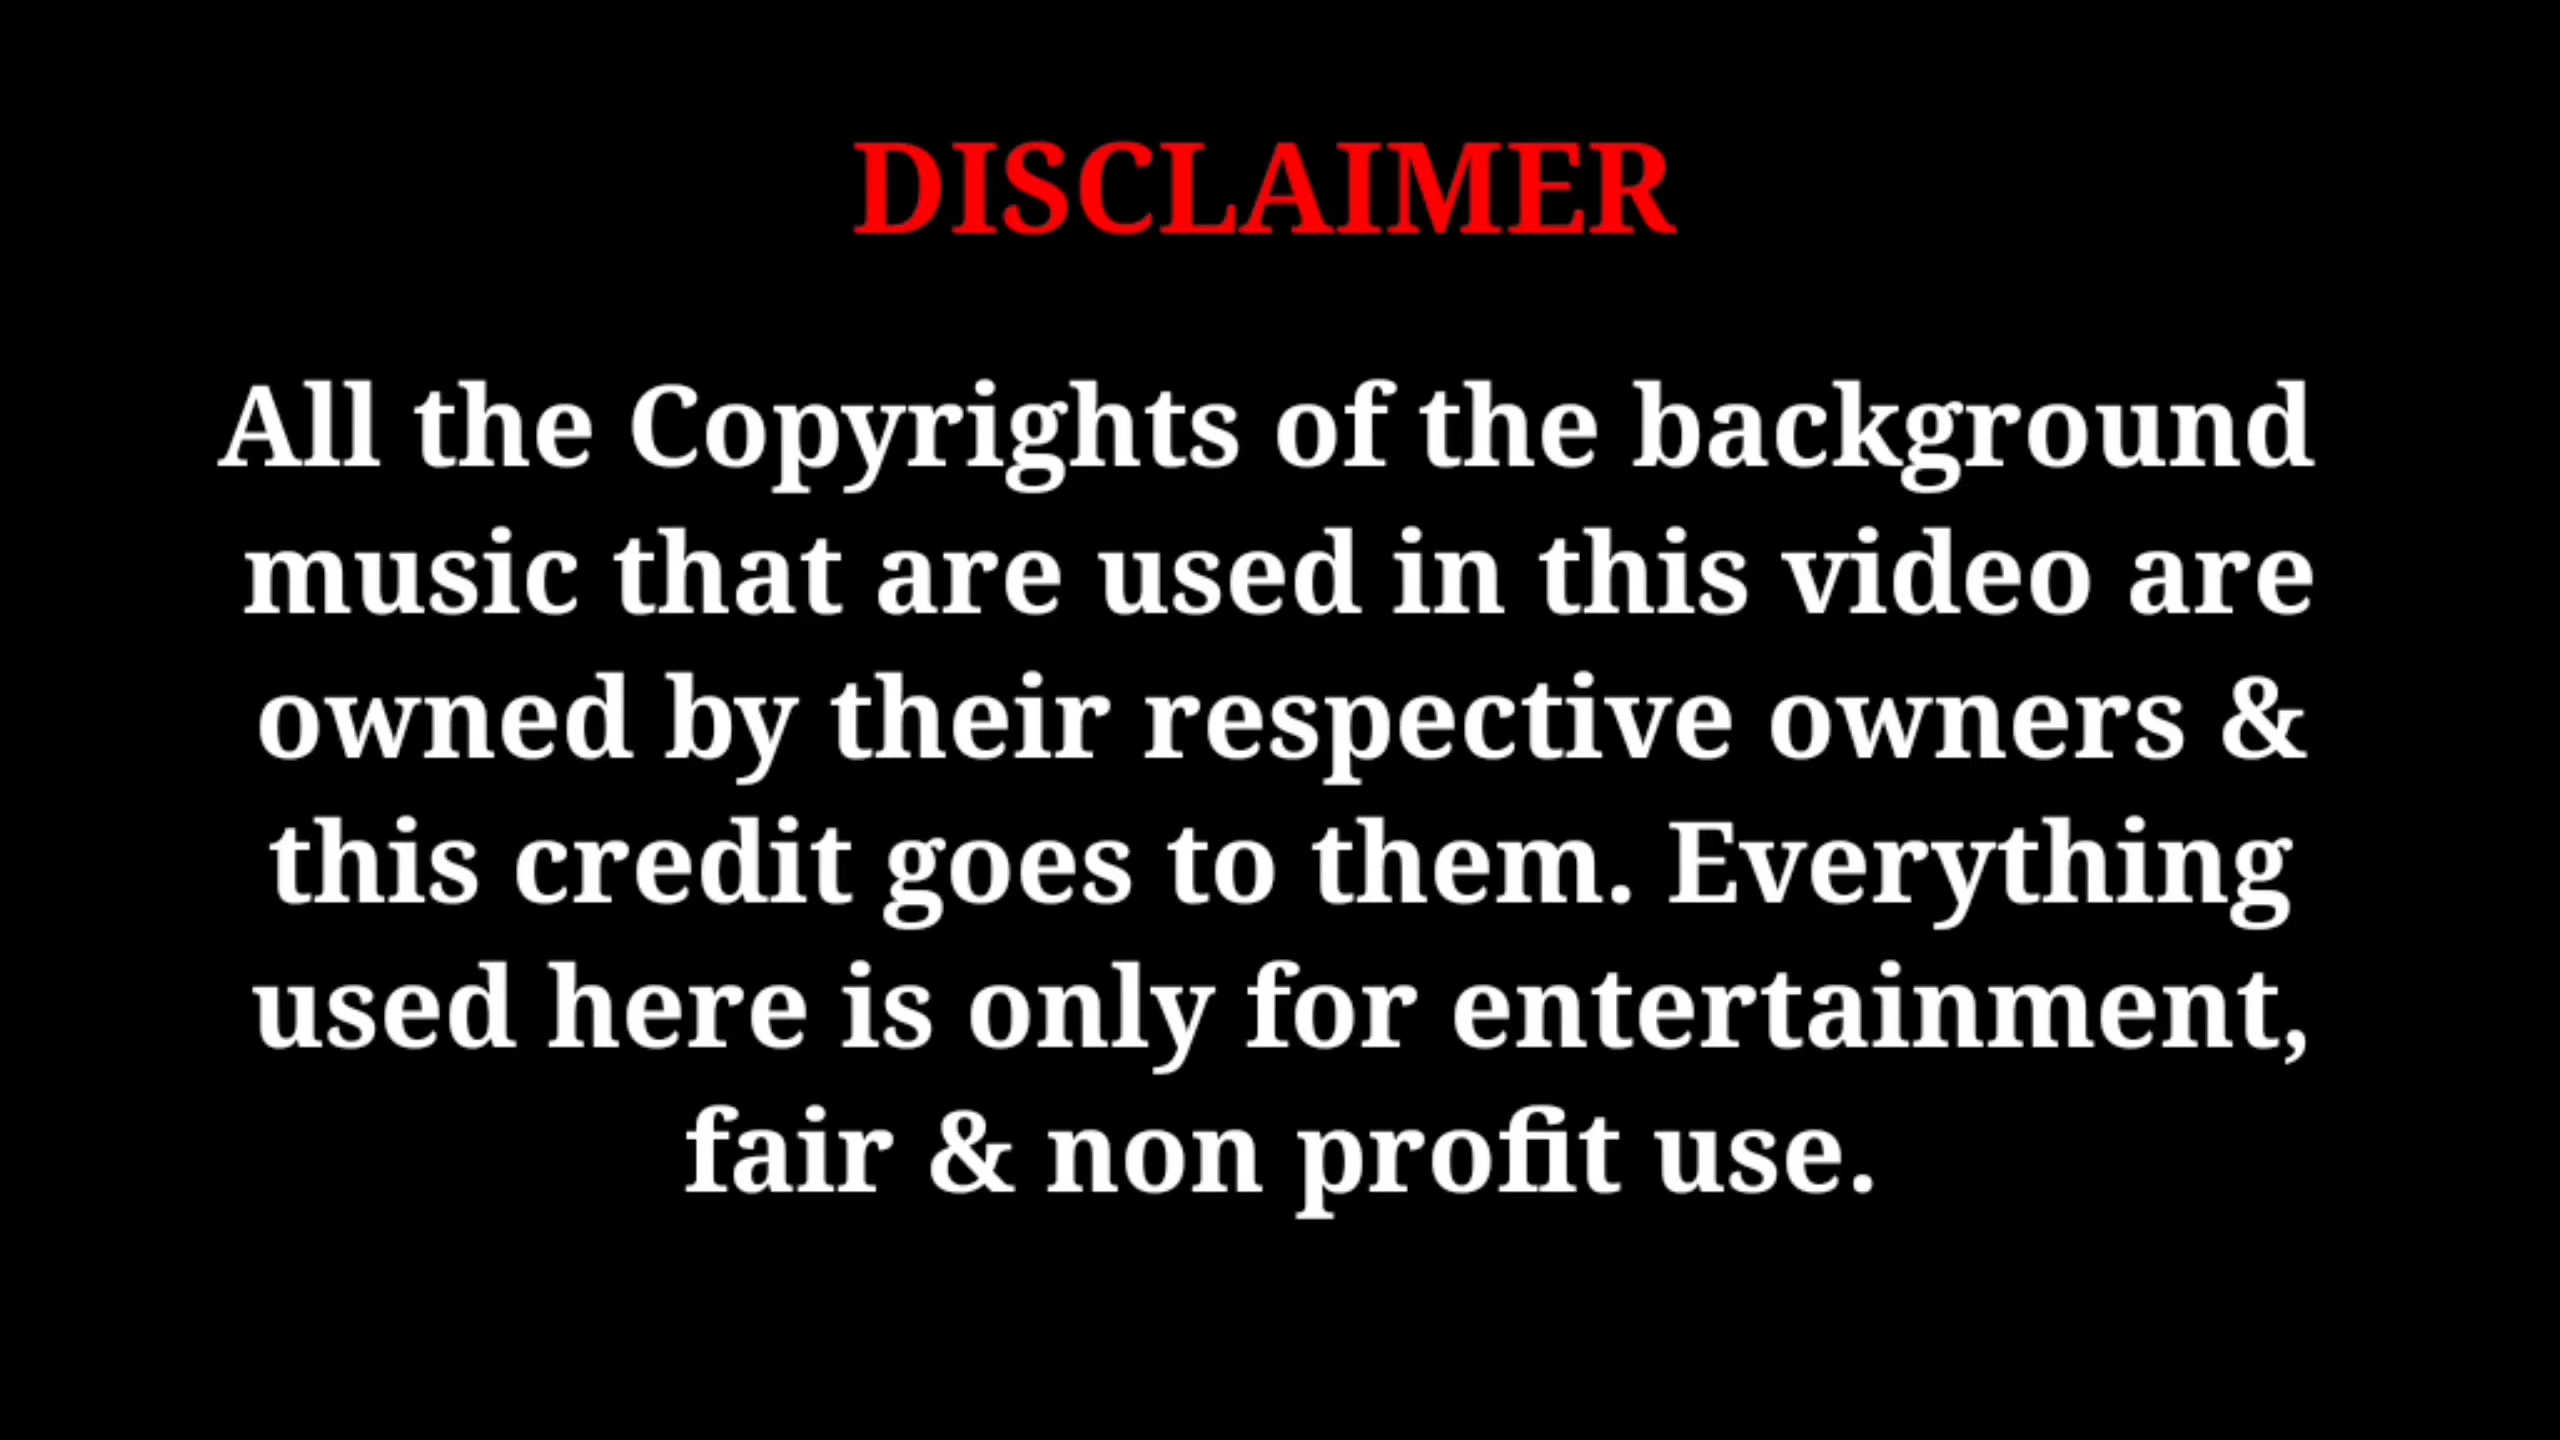 DISCLAIMER
All the Copyrights of the background
music that are used in this video are
owned by their respective owners &
this credit goes to them. Everything
used here is only for entertainment,
fair & non profit use.